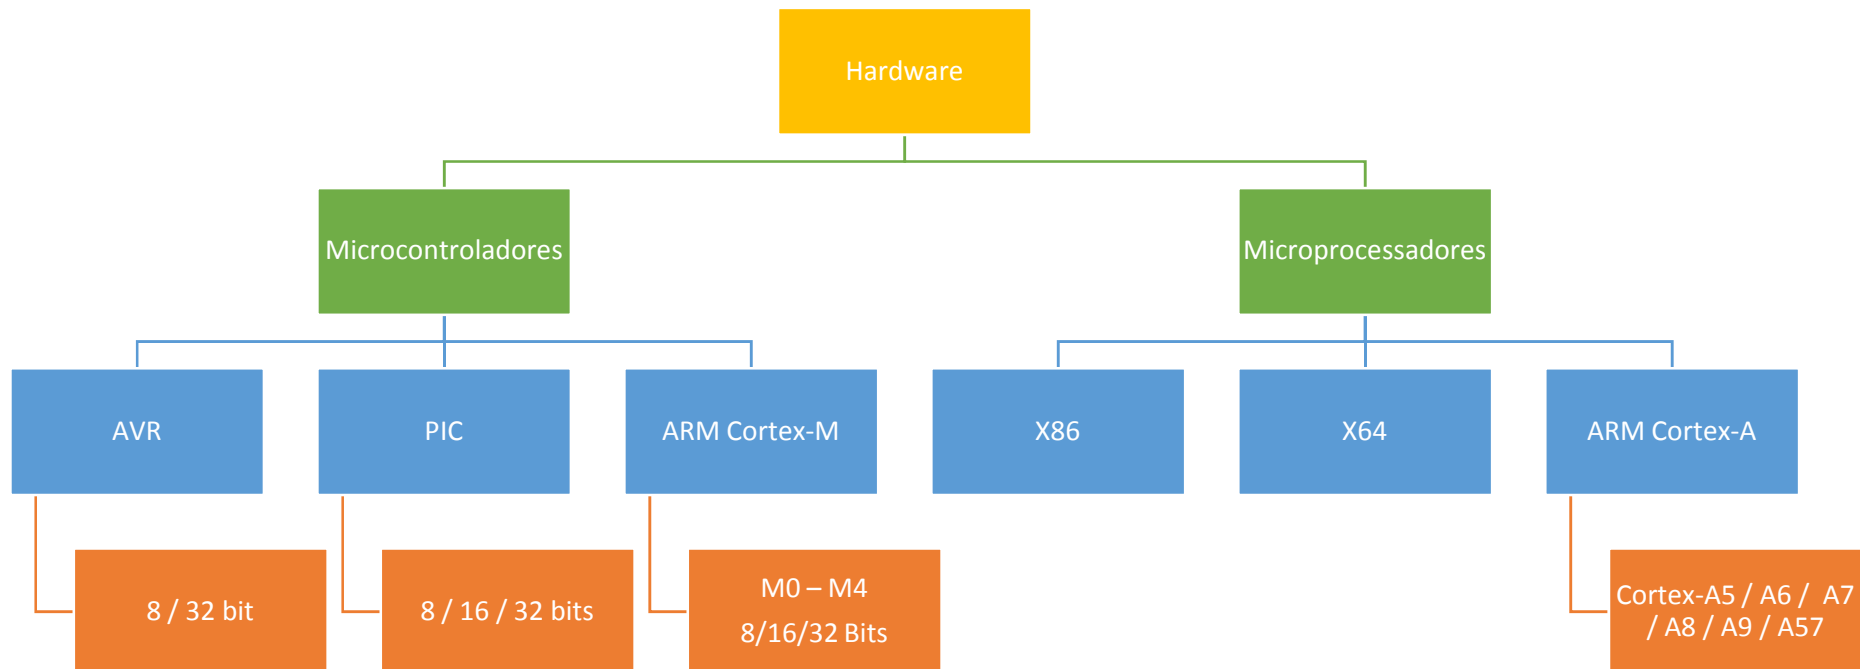 Hardware
Microcontroladores
Microprocessadores
AVR
PIC
ARM Cortex-M
X86
X64
ARM Cortex-A
8 / 32 bit
8 / 16 / 32 bits
M0 – M4
8/16/32 Bits
Cortex-A5 / A6 / A7
/ A8 / A9 / A57